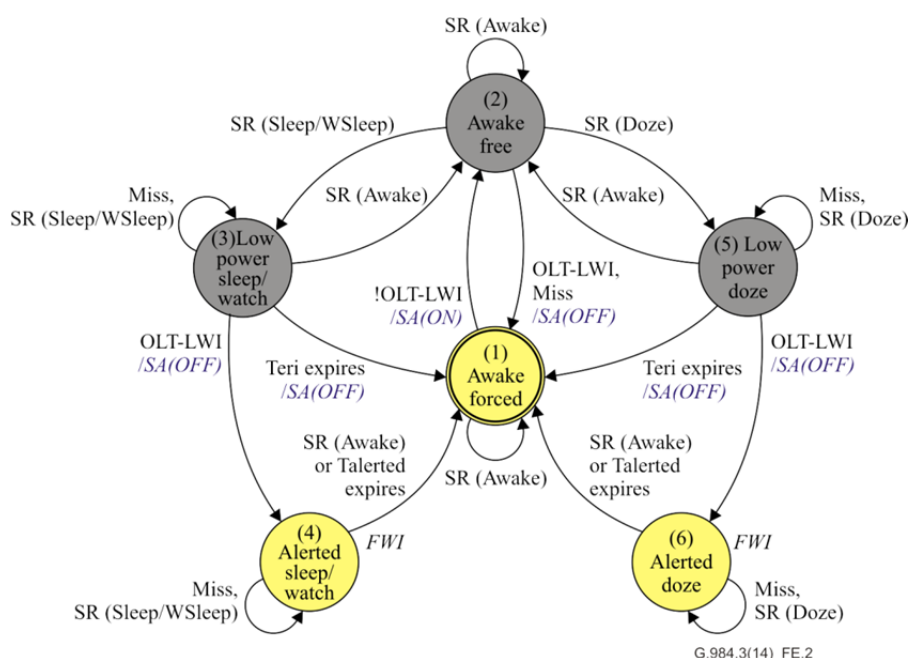 SR (Awake)
(2)
Awake
free
SR (Sleep/WSleep)
SR (Doze)
Miss,
SR (Sleep/WSleep)
SR (Awake)
SR (Awake)
Miss,
SR (Doze)
(3)Low
power
sleep/
watch
(5) Low
power
doze
!OLT-LWI
/SA(ON)
OLT-LWI,
Miss
/SA(OFF)
OLT-LWI
/SA(OFF)
Teri expires
/SA(OFF)
(1)
Awake
forced
Teri expires
/SA(OFF)
OLT-LWI
/SA(OFF)
SR (Awake)
or Talerted
expires
SR (Awake)
SR (Awake)
or Talerted
expires
(4)
Alerted
sleep/
watch
FWI
(6)
Alerted
doze
FWI
Miss,
SR (Sleep/WSleep)
Miss,
SR (Doze)
G.984.3(14)_FE.2